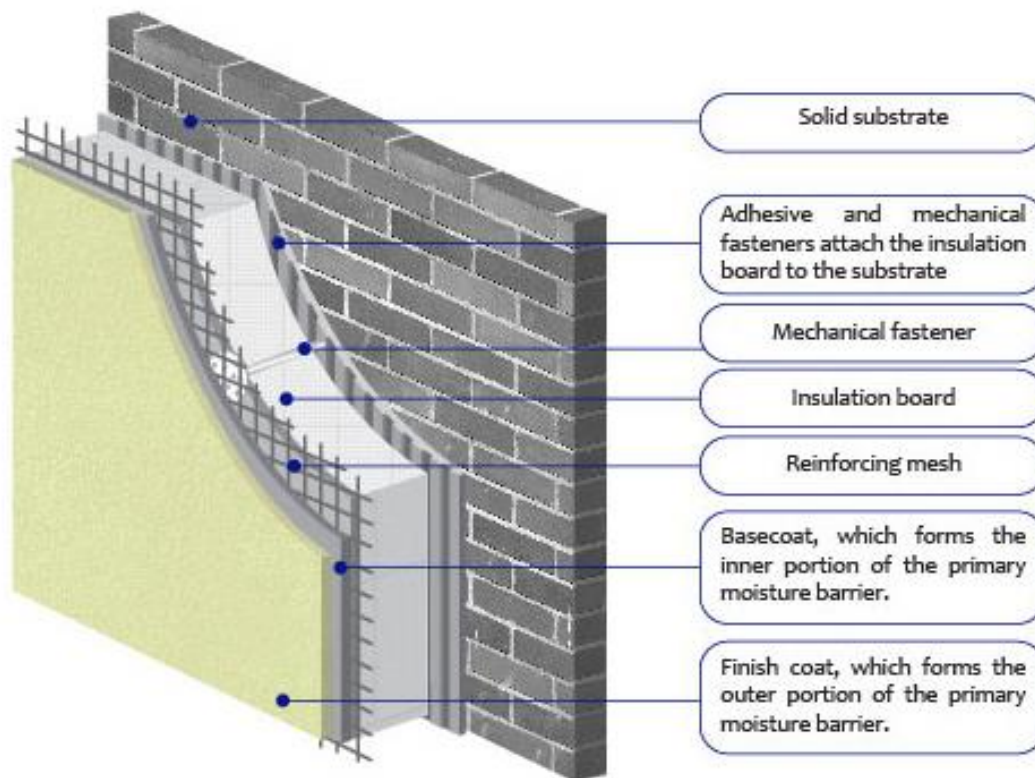 Solid substrate
Adhesive and mechanical
fasteners attach the insulation
board to the substrate
Mechanical fastener
Insulation board
Reinforcing mesh
Basecoat, which forms the
inner portion of the primary
moisture barrier.
Finish coat, which forms the
outer portion of the primary
moisture barrier.